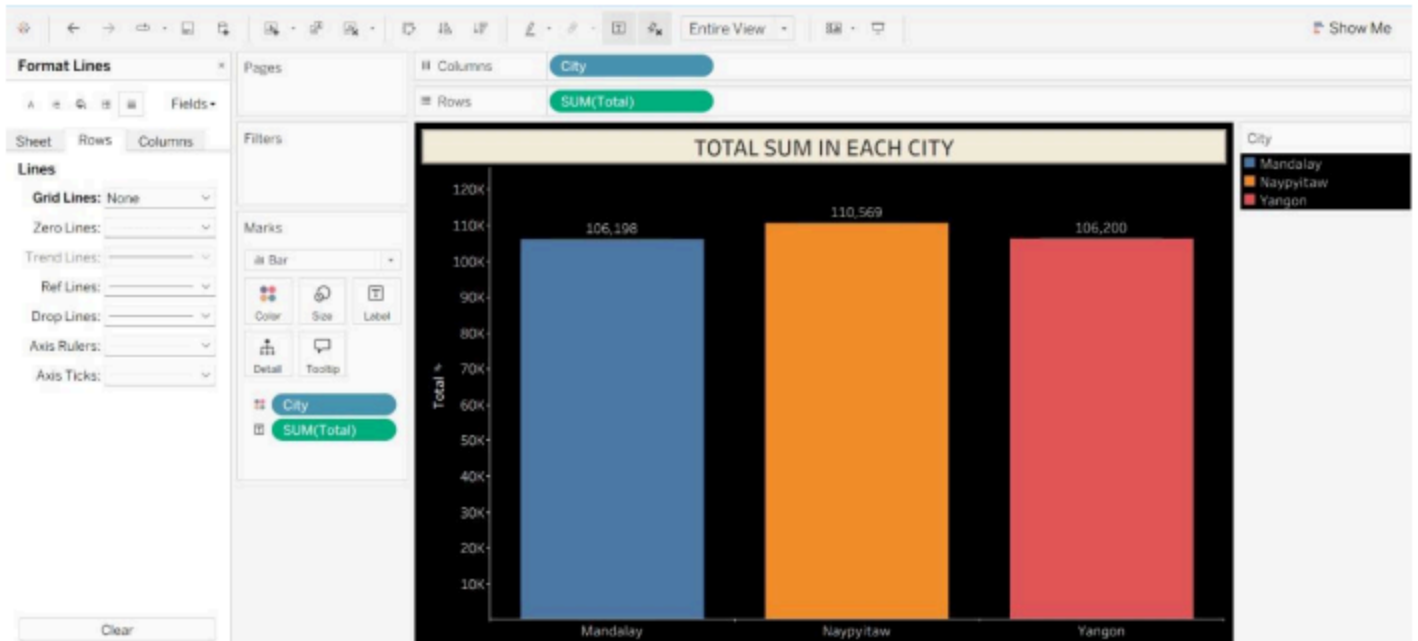 Entire View
Show Me
Format Lines
Fields
Sheet Rows Columns
Lines
Grid Lines: None
Zero Lines:
Trend Lines:
Ref Lines:
Drop Lines:
Axis Rulers:
Axis Ticks:
Clear
Pages
Filters
Marks
Bar
Color Size Label
Detail Tooltip
City
SUM(Total)
Columns City
Rows SUM(Total)
TOTAL SUM IN EACH CITY
Total
120K
110K
100K
90K
80K
70K
60K
50K
40K
30K
20K
10K
106,198
110,569
106,200
Mandalay
Naypyitaw
Yangon
City
Mandalay
Naypyitaw
Yangon